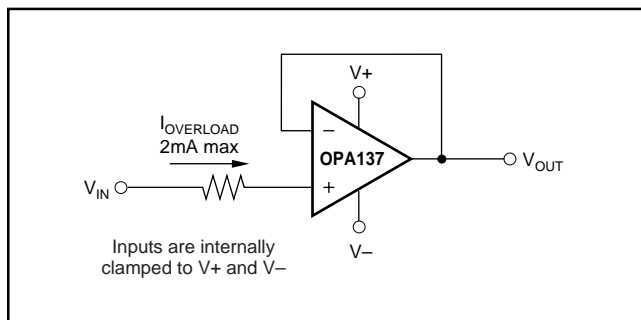 V+
I_OVERLOAD
2mA max
–
OPA137
V_OUT
V_IN
+
Inputs are internally
clamped to V+ and V–
V–